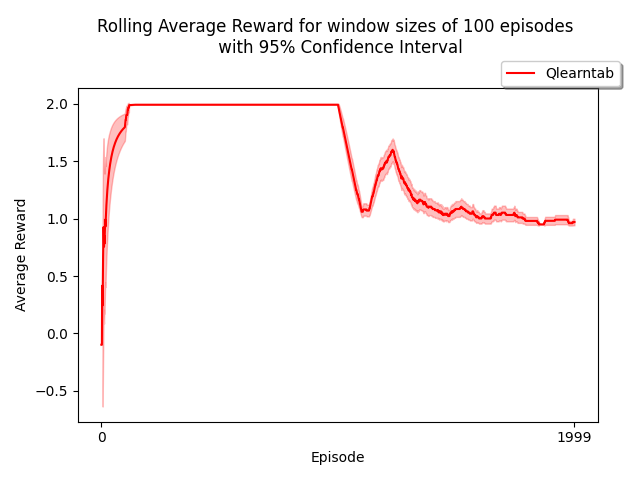 Rolling Average Reward for window sizes of 100 episodes
with 95% Confidence Interval
Qlearntab
2.0
1.5
1.0
0.5
0.0
−0.5
Average Reward
0
1999
Episode